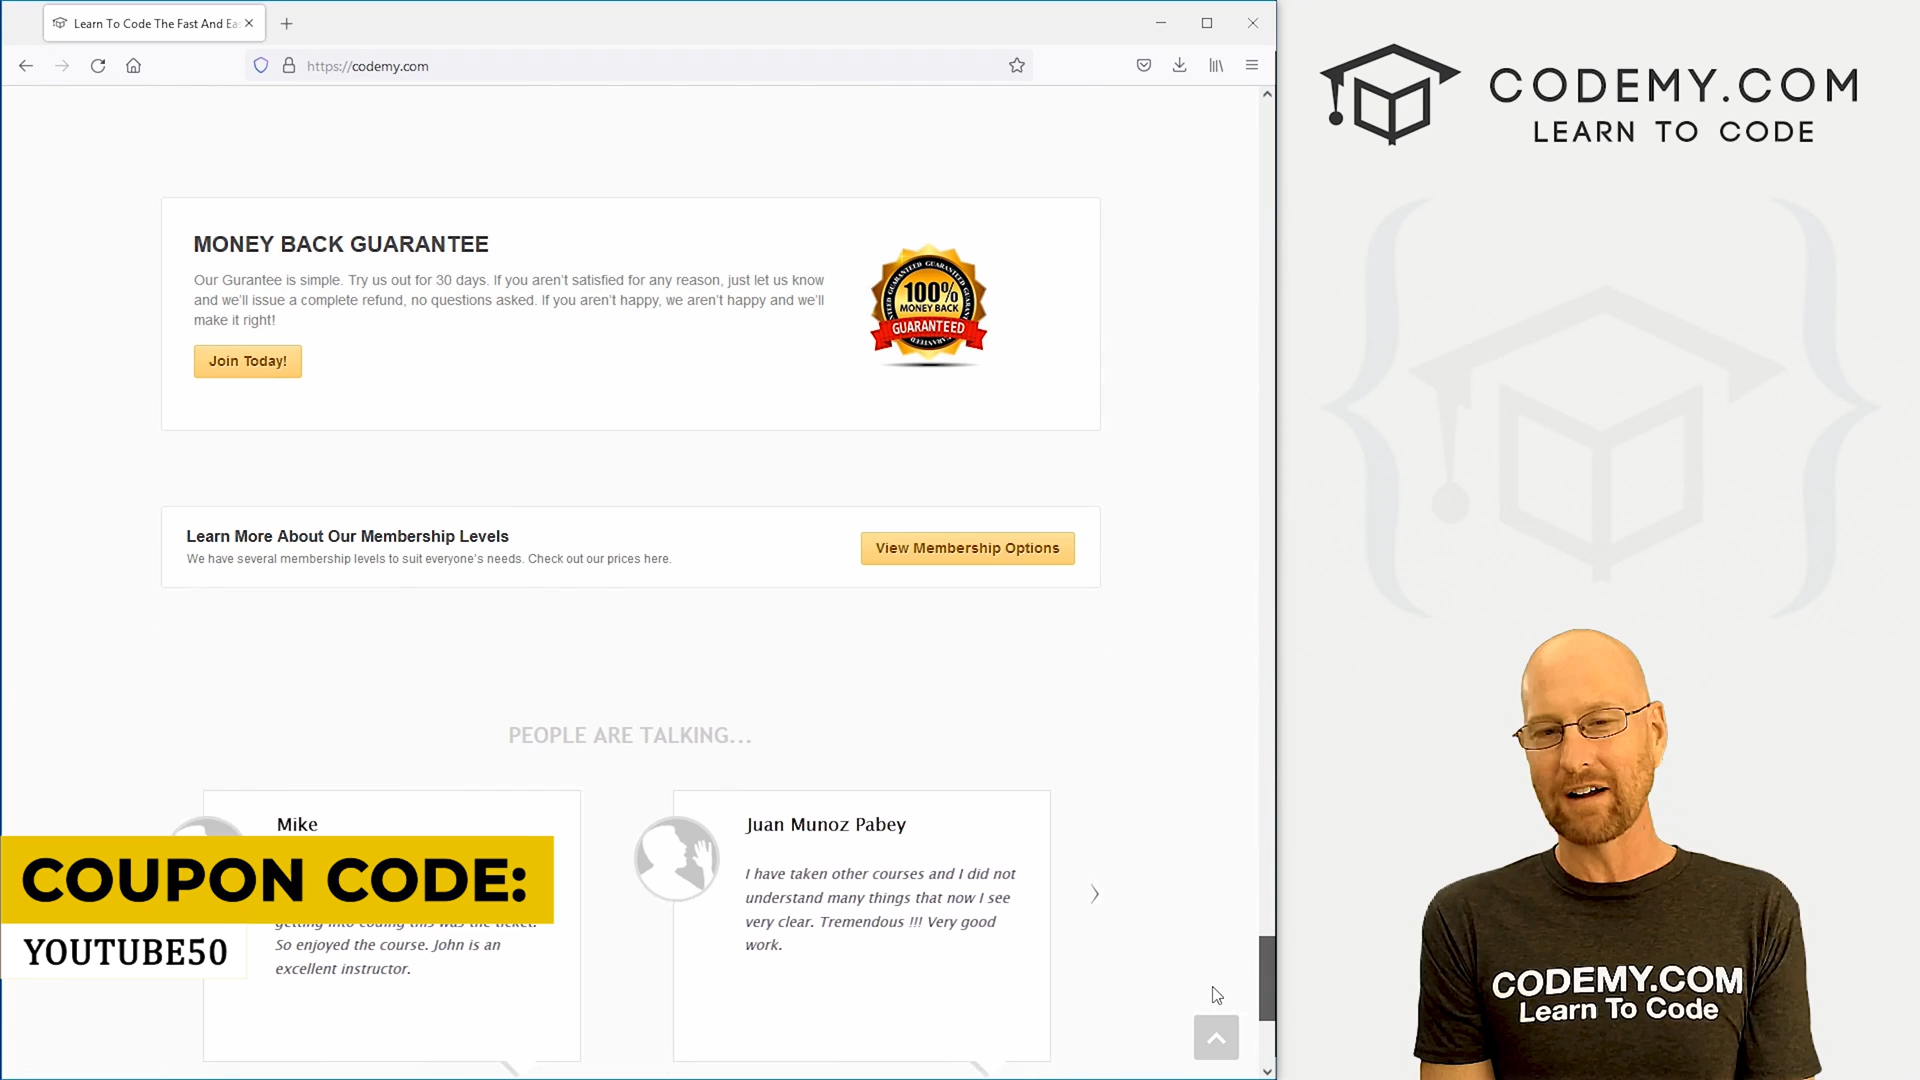 Learn To Code The Fast And Ea
https://codemy.com
CODEMY.COM
LEARN TO CODE
MONEY BACK GUARANTEE
Our Gurantee is simple. Try us out for 30 days. If you aren't satisfied for any reason, just let us know
and we'll issue a complete refund, no questions asked. If you aren't happy, we aren't happy and we'll
make it right!
Join Today!
100%
MONEY BACK
GUARANTEED
Learn More About Our Membership Levels
We have several membership levels to suit everyone's needs. Check out our prices here.
View Membership Options
PEOPLE ARE TALKING...
Mike
So enjoyed the course. John is an
excellent instructor.
Juan Munoz Pabey
I have taken other courses and I did not
understand many things that now I see
very clear. Tremendous !!! Very good
work.
COUPON CODE:
YOUTUBE50
CODEMY.COM
Learn To Code